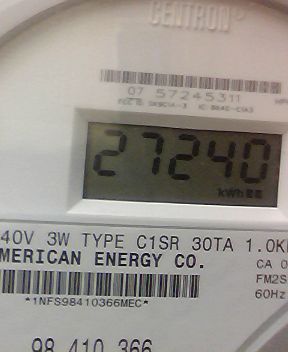 CENTRON®
07 57245311
27240
kWh
40V 3W TYPE C1SR 30TA 1.0K
MERICAN ENERGY CO.
CA 0
FM2S
60Hz
*1NFS98410366MEC*
98 410 366